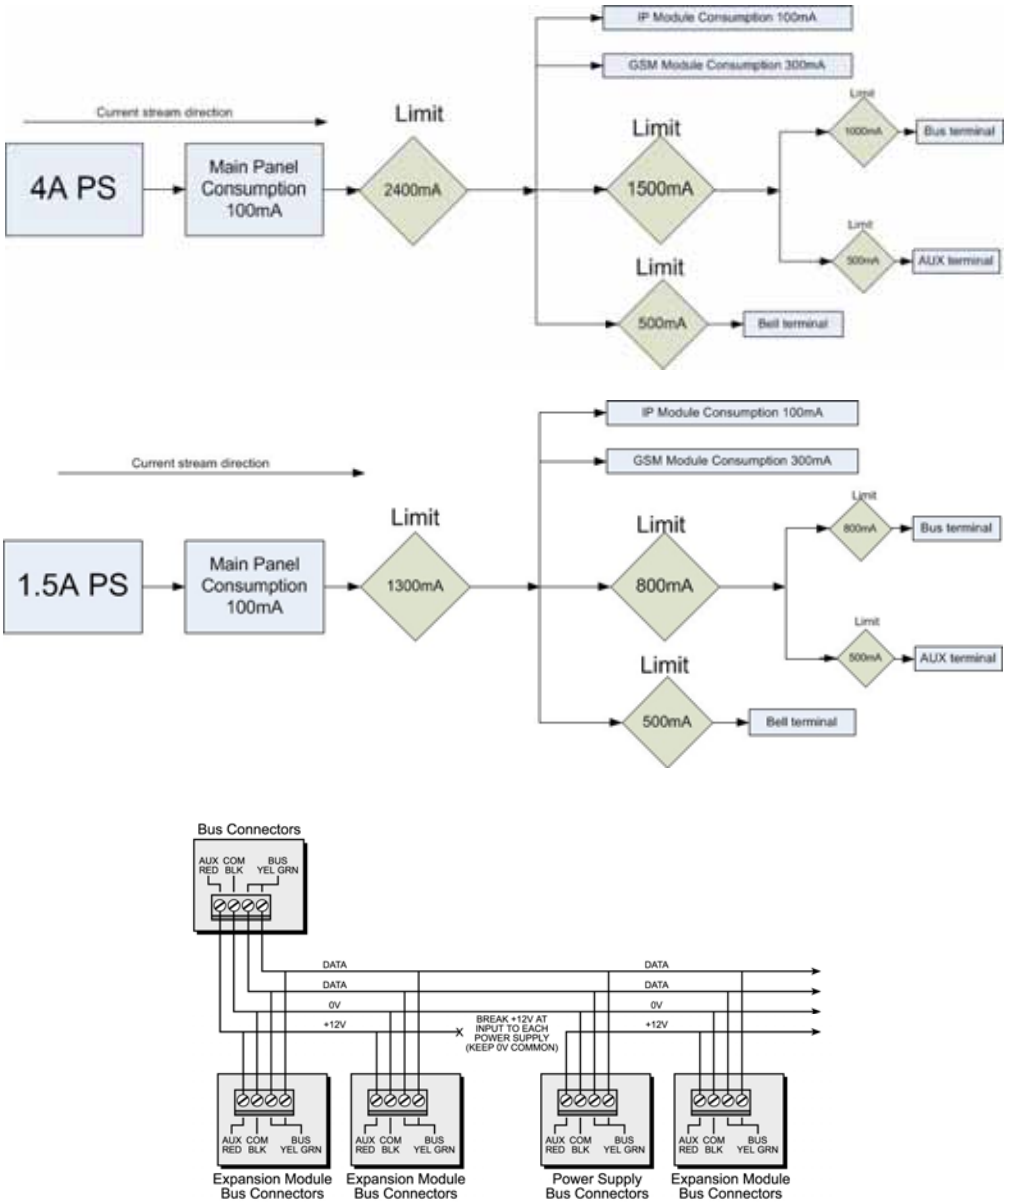 IP Module Consumption 100mA
GSM Module Consumption 300mA
Current stream direction
4A PS
Main Panel
Consumption
100mA
Limit
2400mA
Limit
1500mA
Limit
1000mA
Bus terminal
Limit
500mA
AUX terminal
Limit
500mA
Bell terminal
IP Module Consumption 100mA
GSM Module Consumption 300mA
Current stream direction
1.5A PS
Main Panel
Consumption
100mA
Limit
1300mA
Limit
800mA
Limit
800mA
Bus terminal
Limit
500mA
AUX terminal
Limit
500mA
Bell terminal
Bus Connectors
AUX COM BUS
RED BLK YEL GRN
DATA DATA
DATA DATA
0V 0V
+12V +12V
X
BREAK +12V AT
INPUT TO EACH
POWER SUPPLY
(KEEP 0V COMMON)
AUX COM BUS
RED BLK YEL GRN
Expansion Module
Bus Connectors
AUX COM BUS
RED BLK YEL GRN
Expansion Module
Bus Connectors
AUX COM BUS
RED BLK YEL GRN
Power Supply
Bus Connectors
AUX COM BUS
RED BLK YEL GRN
Expansion Module
Bus Connectors